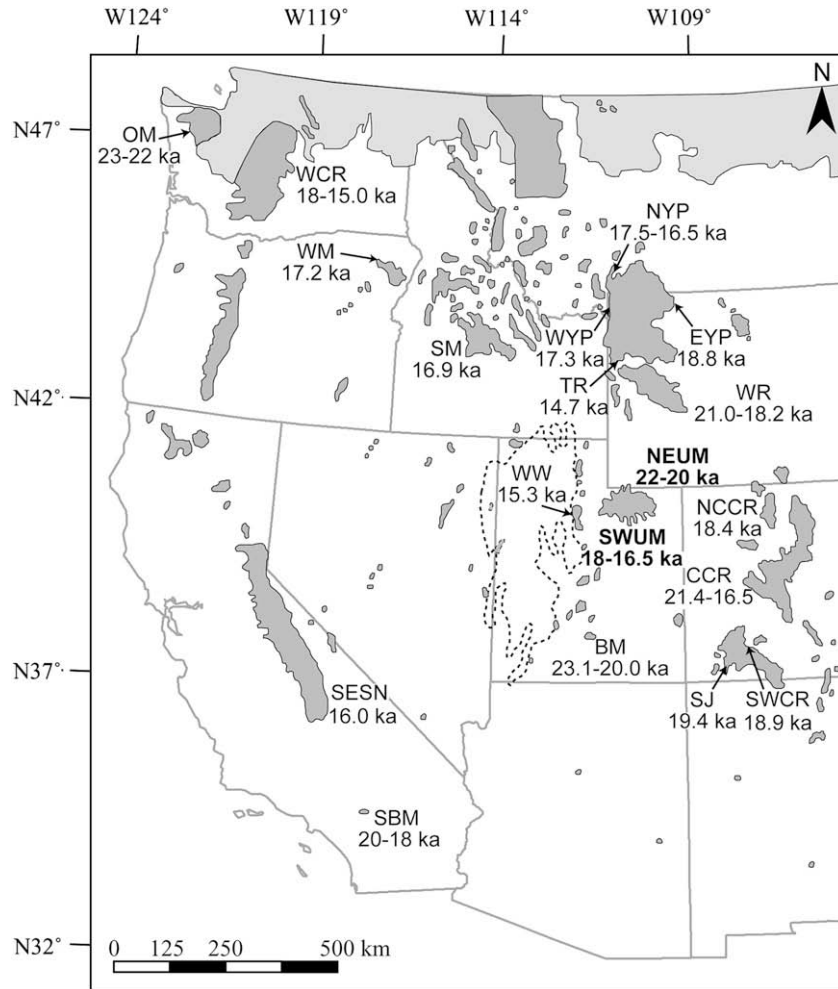 W124° W119° W114° W109°
N
N47°
OM
23-22 ka
WCR
18-15.0 ka
NYP
17.5-16.5 ka
WM
17.2 ka
SM
16.9 ka
WYP
17.3 ka
EYP
18.8 ka
TR
14.7 ka
WR
21.0-18.2 ka
N42°
NEUM
22-20 ka
WW
15.3 ka
SWUM
18-16.5 ka
NCCR
18.4 ka
CCR
21.4-16.5
BM
23.1-20.0 ka
N37°
SJ
19.4 ka
SWCR
18.9 ka
SESN
16.0 ka
SBM
20-18 ka
N32°
0 125 250 500 km